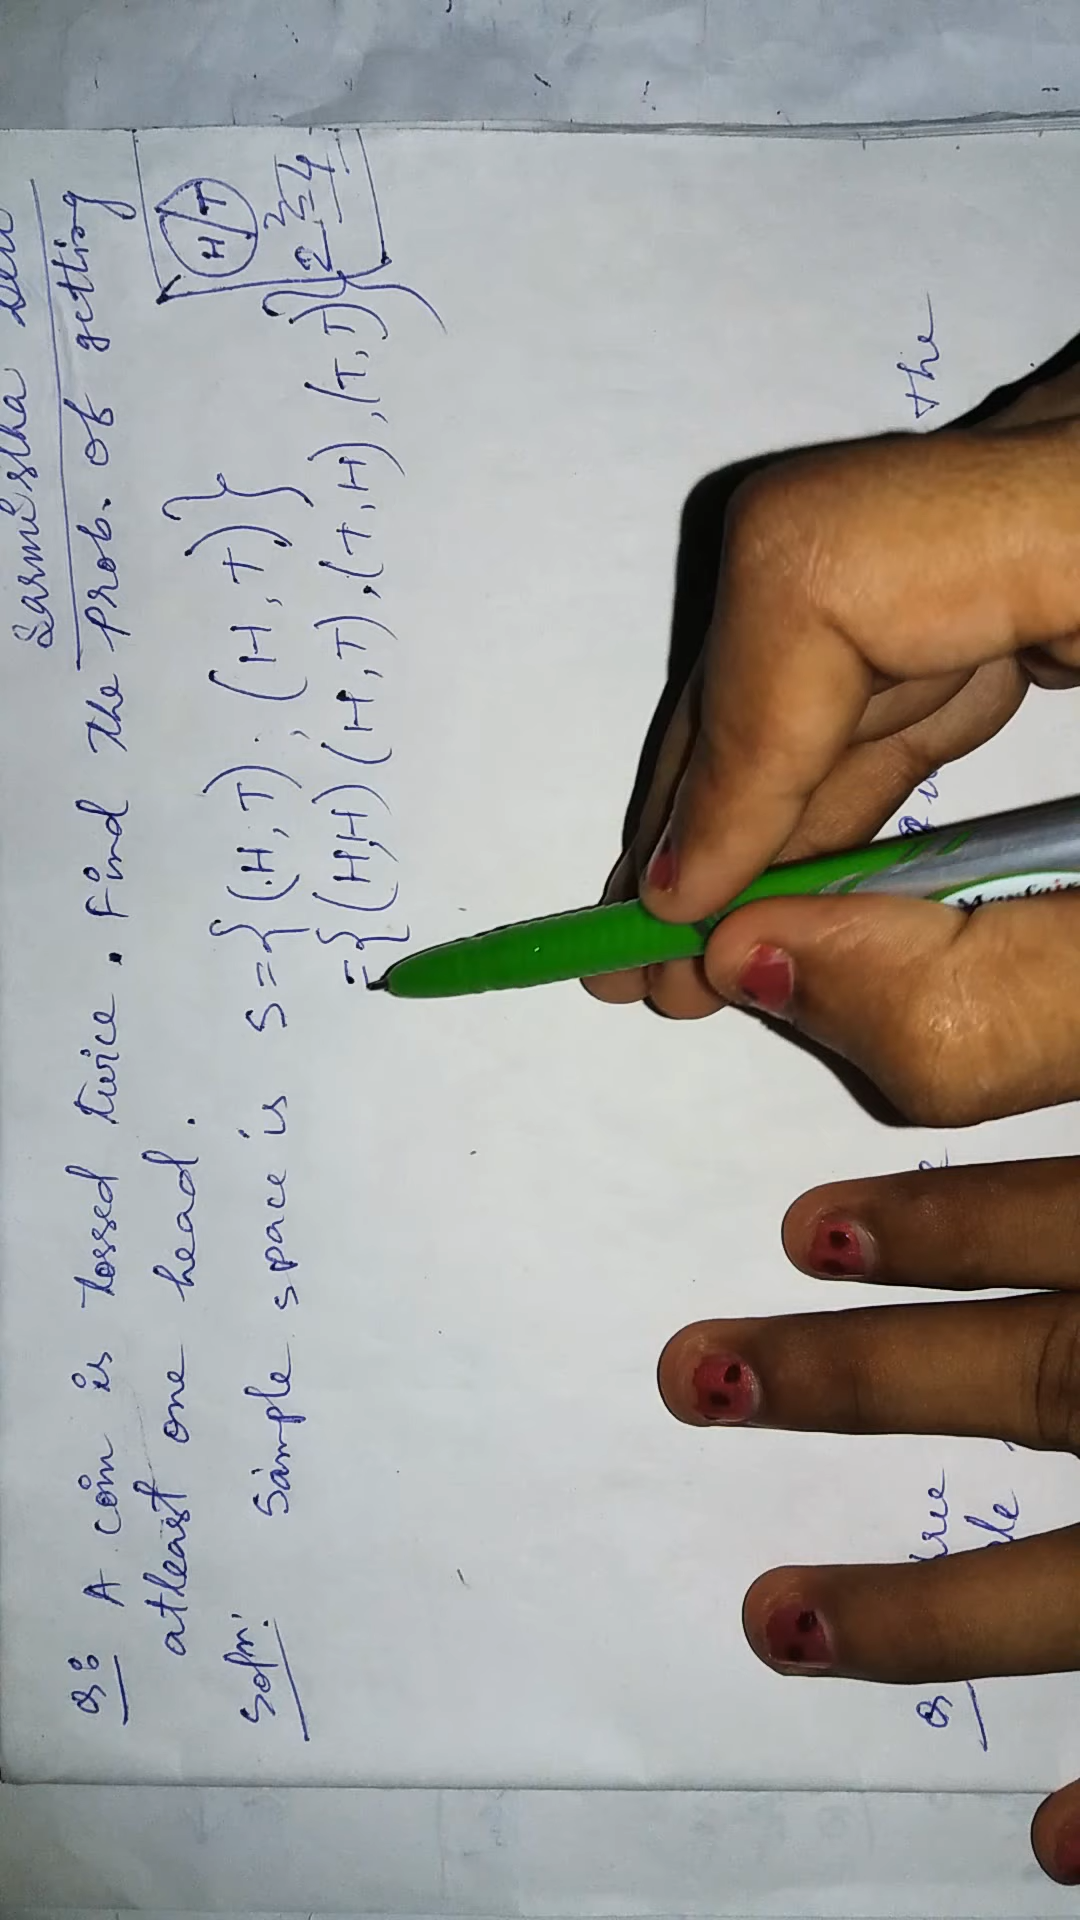 Sarmistha
Q: A coin is tossed twice. Find the prob. of getting
atleast one head.
H/T
2²=4
Soln: Sample space is S={(H,T), (H,T)}
={(H,H) (H,T), (T,H), (T,T)}
Q the